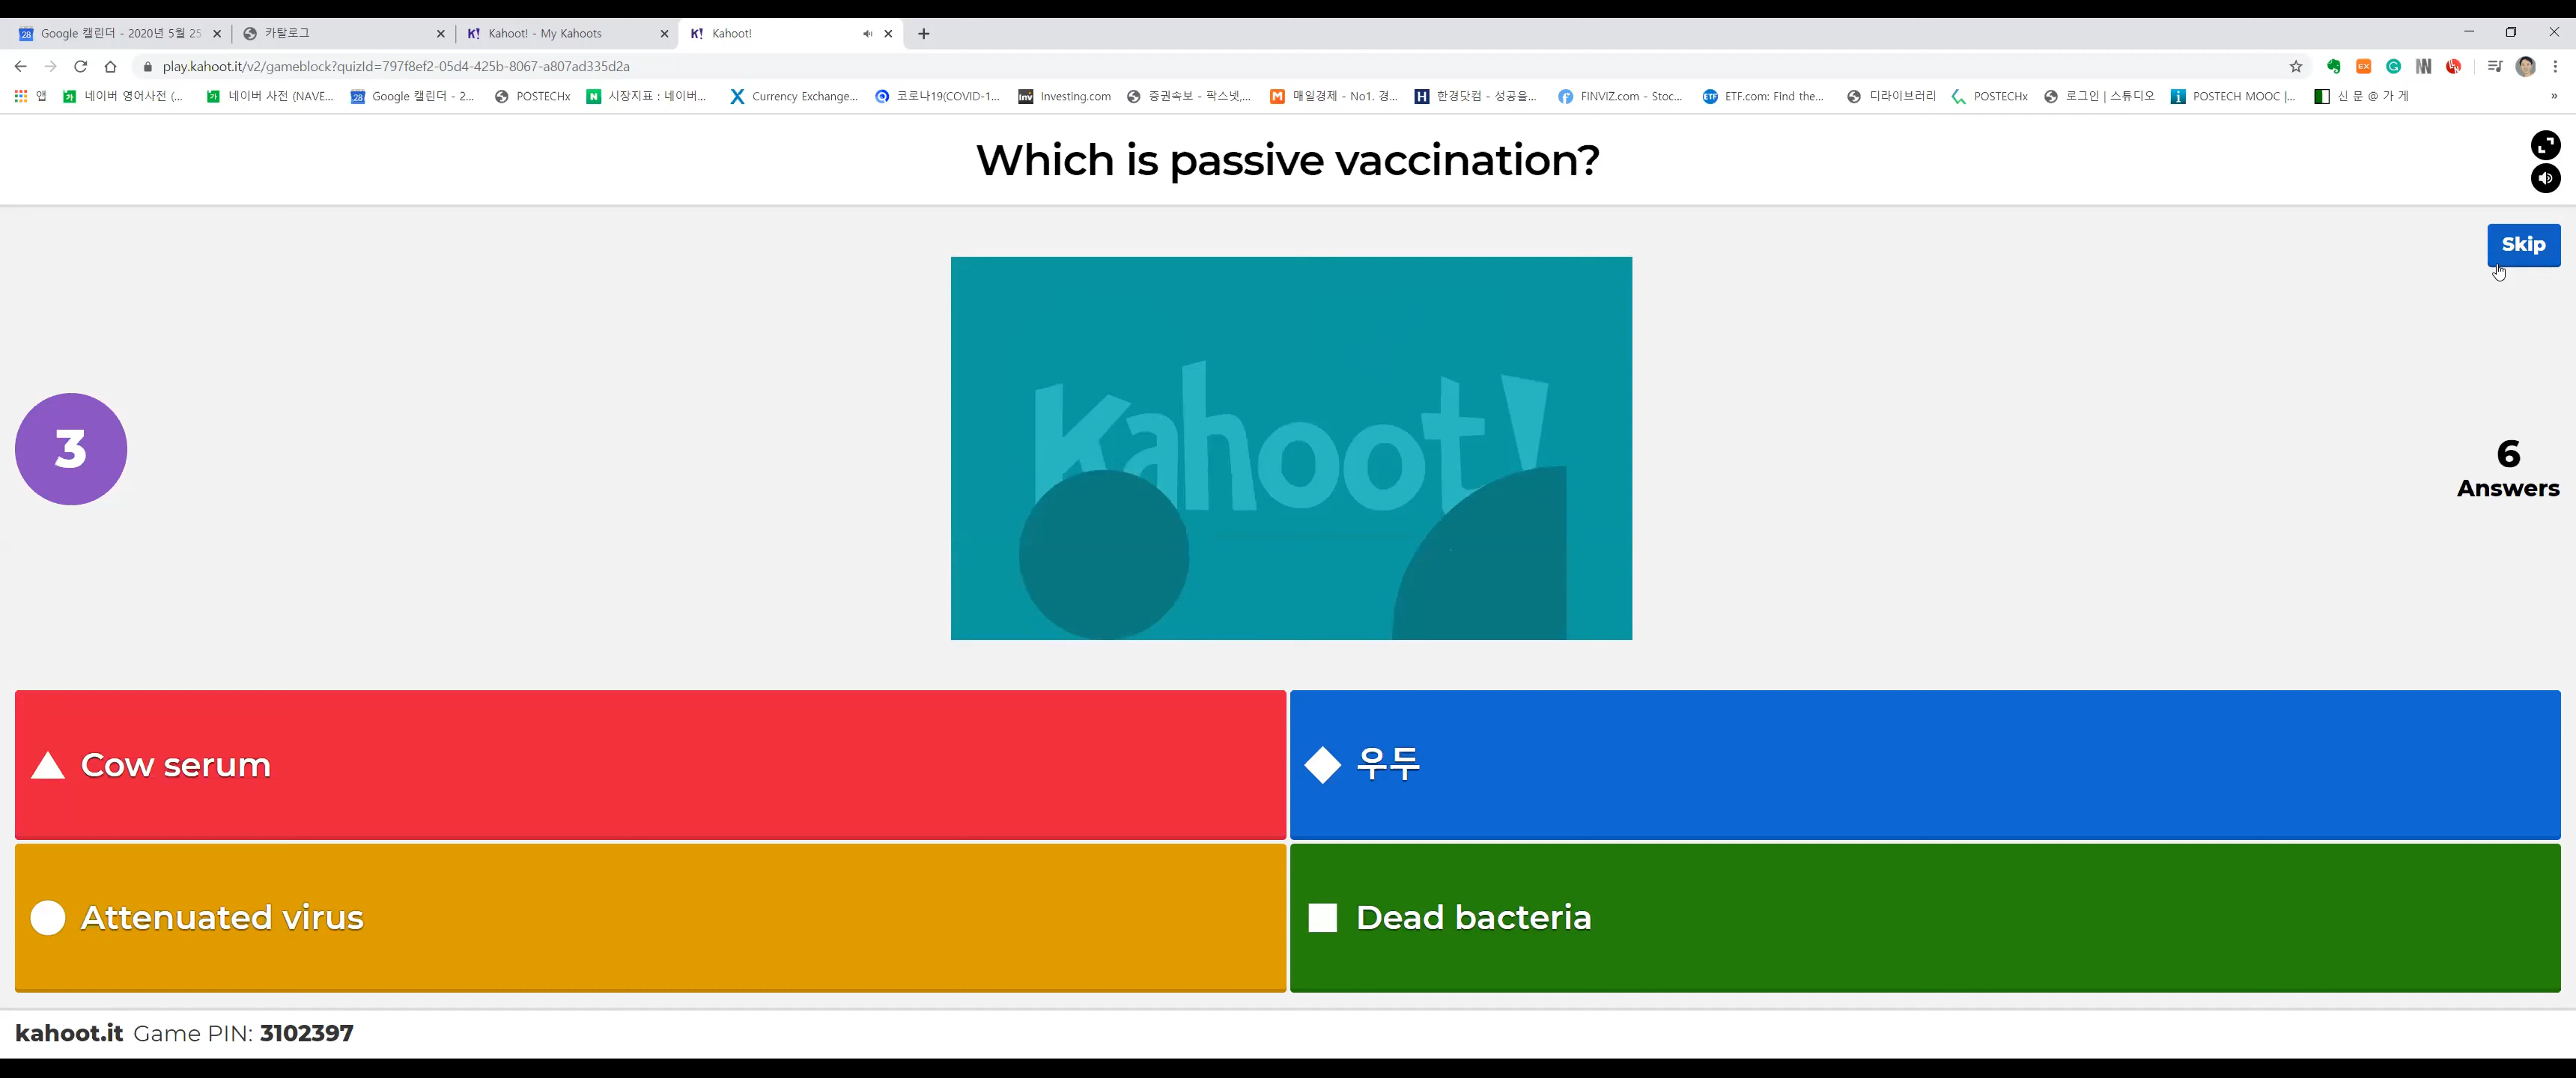 Google 캘린더 - 2020년 5월 25
카탈로그
Kahoot! - My Kahoots
Kahoot!
play.kahoot.it/v2/gameblock?quizId=797f8ef2-05d4-425b-8067-a807ad335d2a
앱
네이버 영어사전 (...
네이버 사전 (NAVE...
Google 캘린더 - 2...
POSTECHx
시장지표 : 네이버...
Currency Exchange...
코로나19(COVID-1...
Investing.com
증권속보 - 팍스넷,...
매일경제 - No1. 경...
한경닷컴 - 성공을...
FINVIZ.com - Stoc...
ETF.com: Find the...
디라이브러리
POSTECHx
로그인 | 스튜디오
POSTECH MOOC |...
신 문 @ 가 게
»
Which is passive vaccination?
Skip
Kahoot!
3
6
Answers
Cow serum
우두
Attenuated virus
Dead bacteria
kahoot.it Game PIN: 3102397